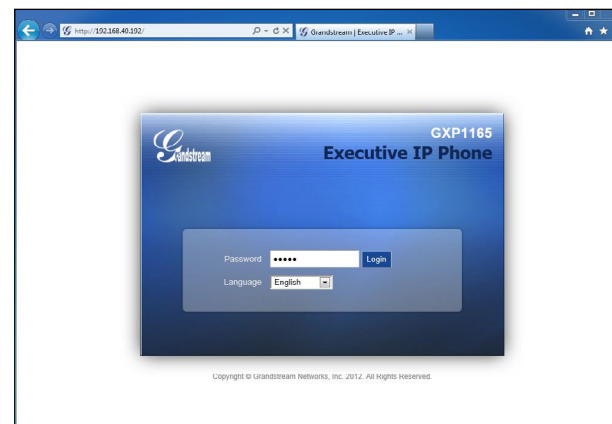 http://192.168.40.192/
Grandstream | Executive IP ...
Grandstream
GXP1165
Executive IP Phone
Password •••••
Login
Language English
Copyright © Grandstream Networks, Inc. 2012. All Rights Reserved.